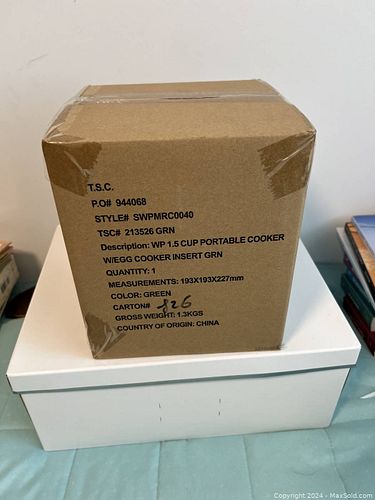 T.S.C.
P.O# 944068
STYLE# SWPMRC0040
TSC# 213526 GRN
Description: WP 1.5 CUP PORTABLE COOKER
W/EGG COOKER INSERT GRN
QUANTITY: 1
MEASUREMENTS: 193X193X227mm
COLOR: GREEN
CARTON# 126
GROSS WEIGHT: 1.3KGS
COUNTRY OF ORIGIN: CHINA
Copyright 2024 - MaxSold.com